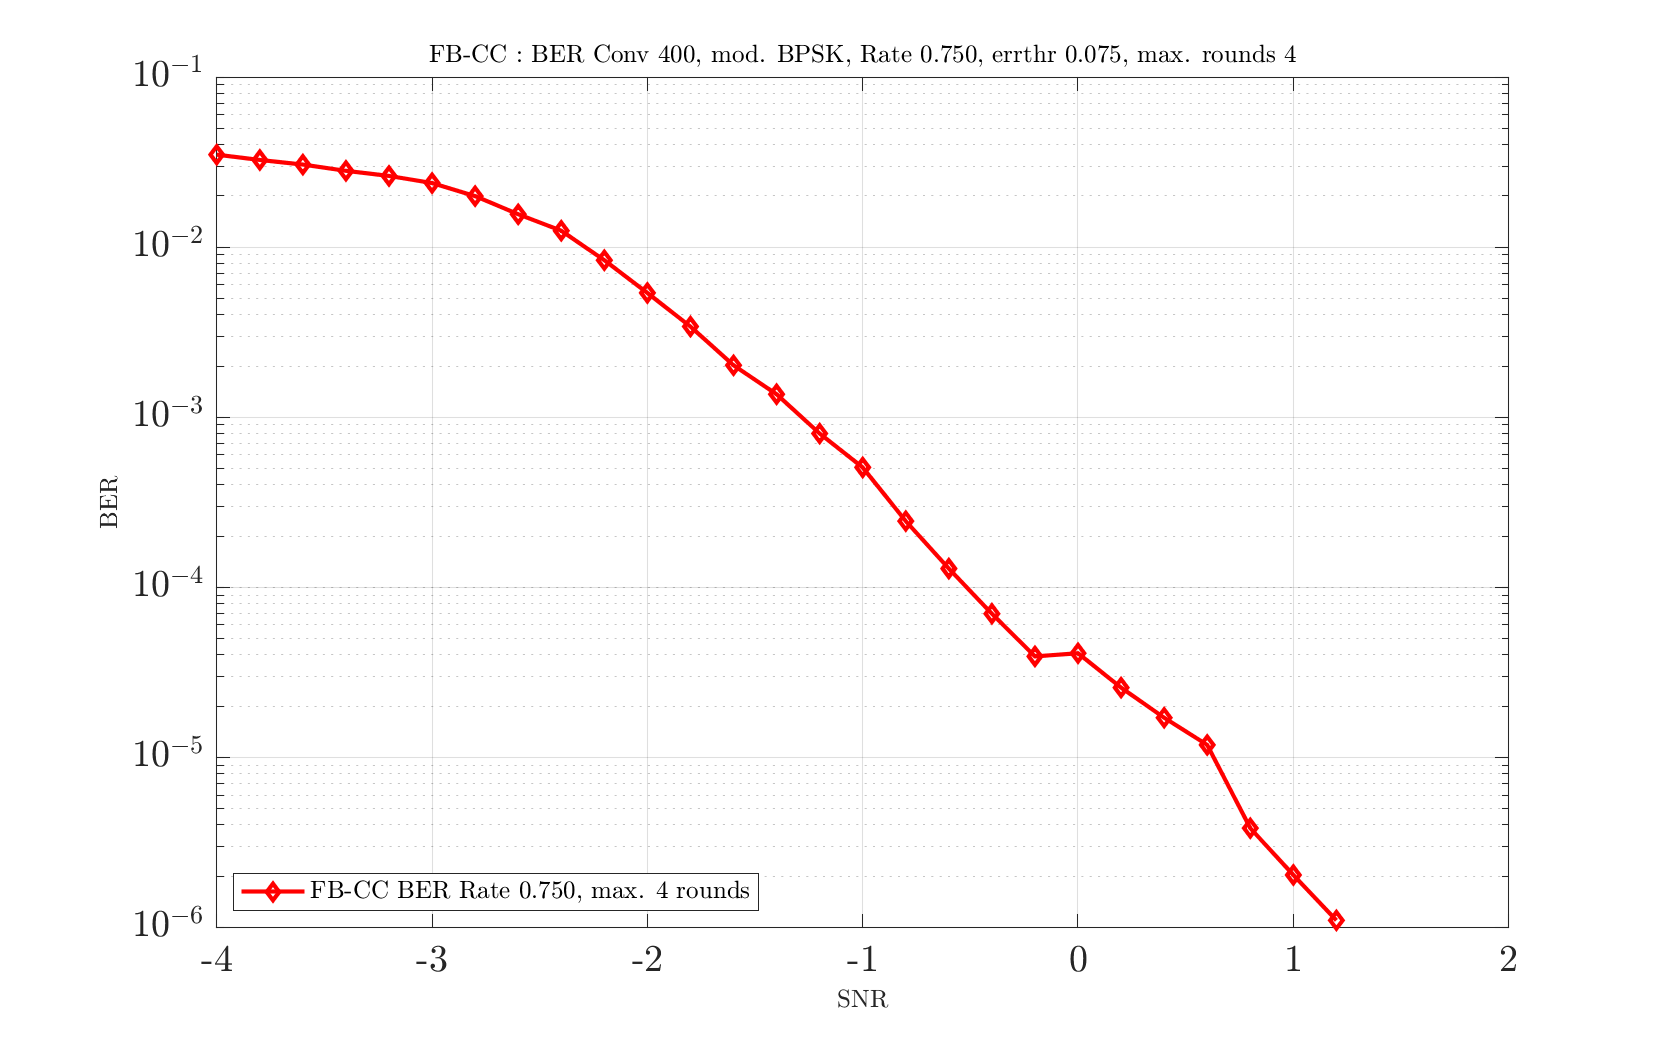 FB-CC : BER Conv 400, mod. BPSK, Rate 0.750, errthr 0.075, max. rounds 4
10^{-1}
10^{-2}
10^{-3}
10^{-4}
10^{-5}
10^{-6}
BER
FB-CC BER Rate 0.750, max. 4 rounds
-4 -3 -2 -1 0 1 2
SNR